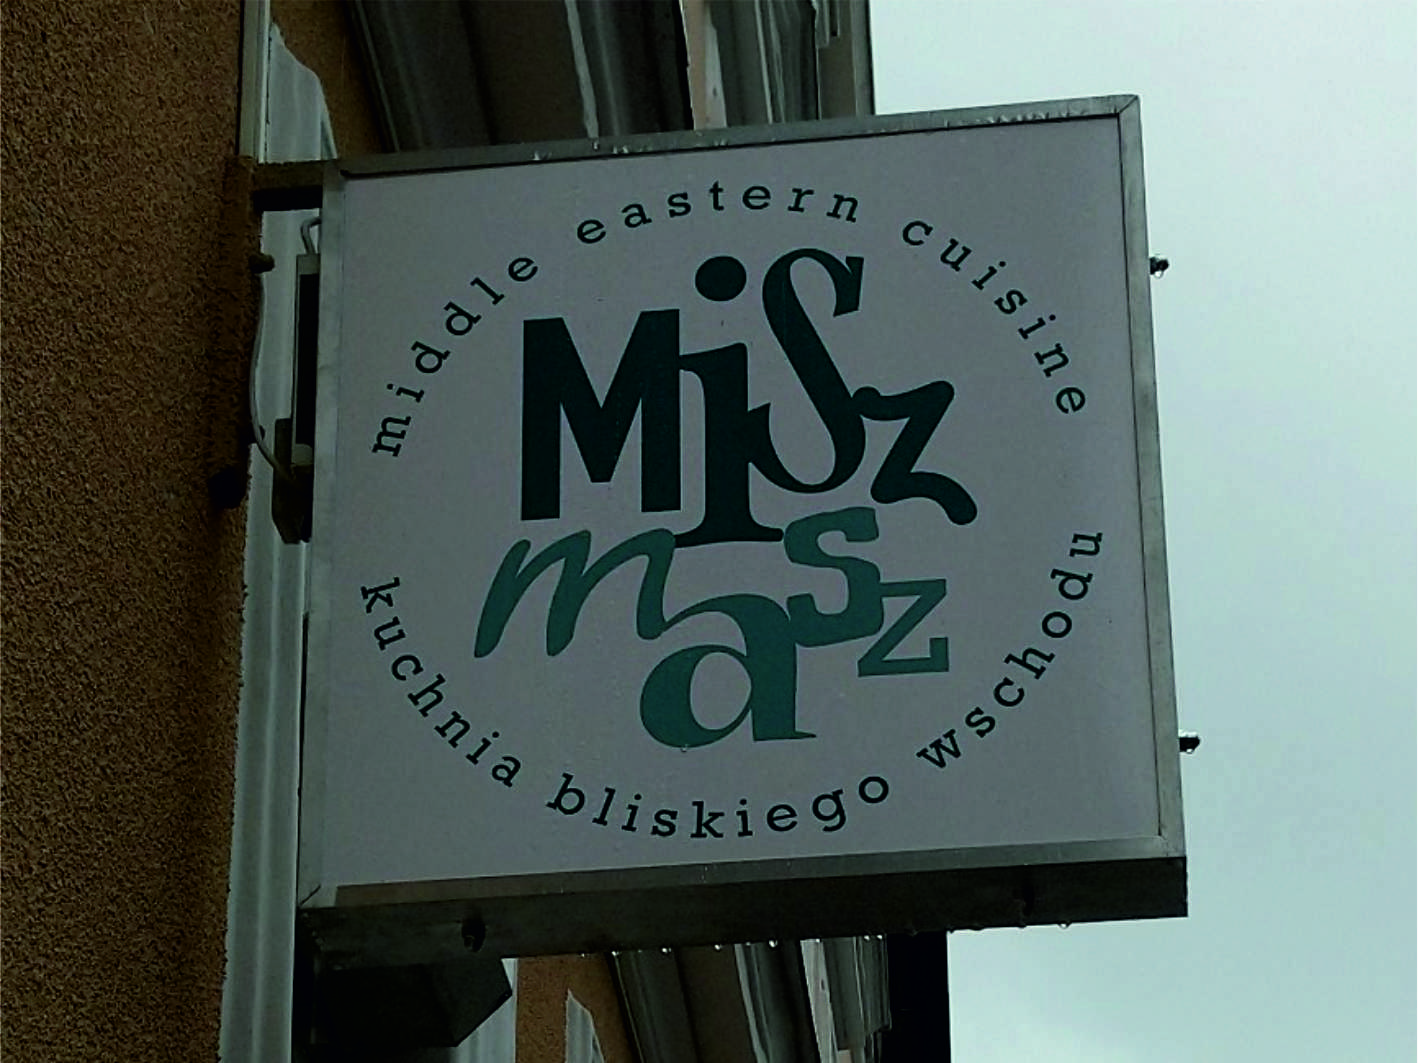 middle eastern cuisine
Misz
masz
kuchnia bliskiego wschodu